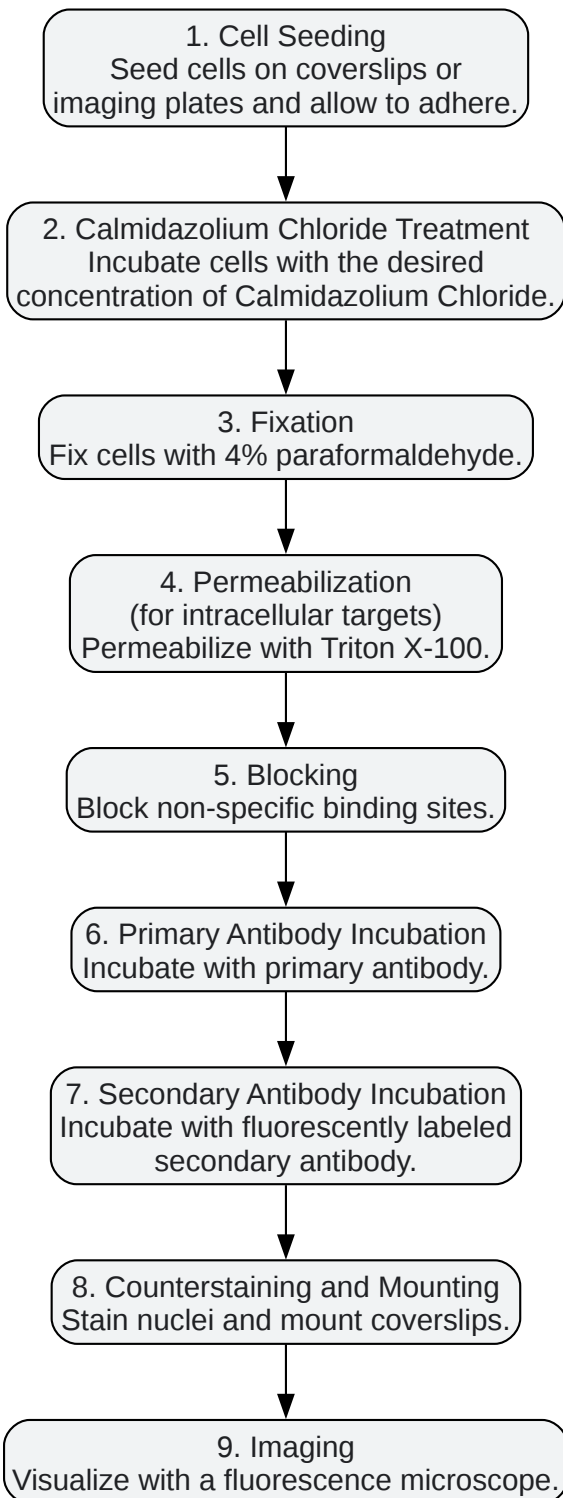 1. Cell Seeding
Seed cells on coverslips or
imaging plates and allow to adhere.
2. Calmidazolium Chloride Treatment
Incubate cells with the desired
concentration of Calmidazolium Chloride.
3. Fixation
Fix cells with 4% paraformaldehyde.
4. Permeabilization
(for intracellular targets)
Permeabilize with Triton X-100.
5. Blocking
Block non-specific binding sites.
6. Primary Antibody Incubation
Incubate with primary antibody.
7. Secondary Antibody Incubation
Incubate with fluorescently labeled
secondary antibody.
8. Counterstaining and Mounting
Stain nuclei and mount coverslips.
9. Imaging
Visualize with a fluorescence microscope.